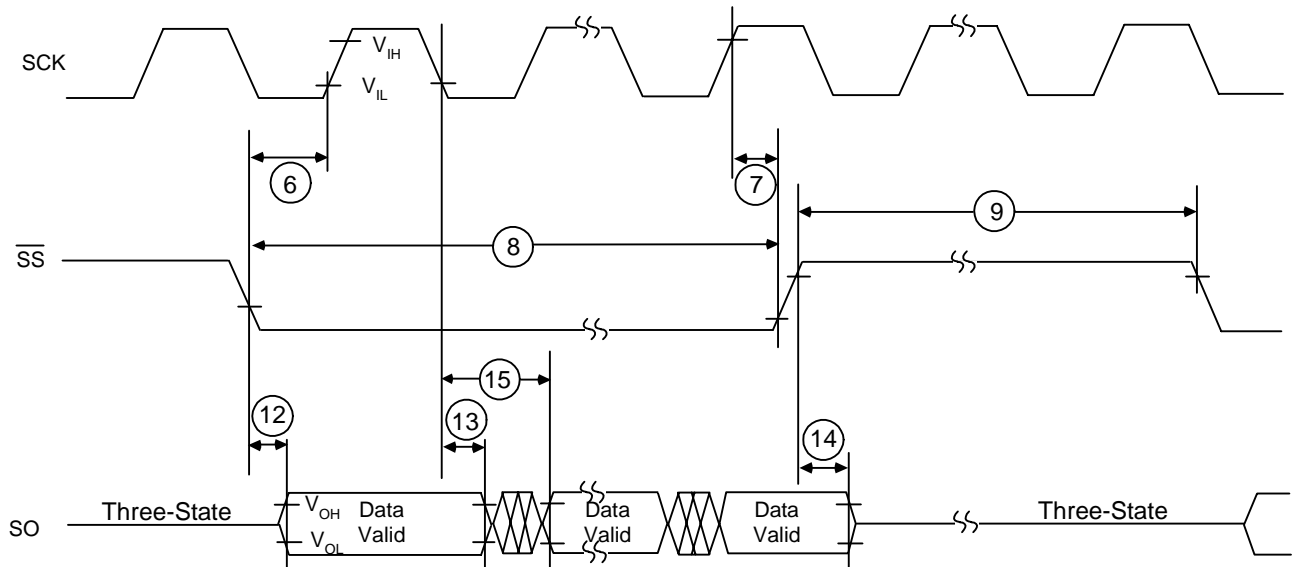 SCK
V_IH
V_IL
6
7
9
8
SS
15
12
13
14
Three-State
V_OH
Data
Valid
Data
Valid
Data
Valid
Three-State
SO
V_OL